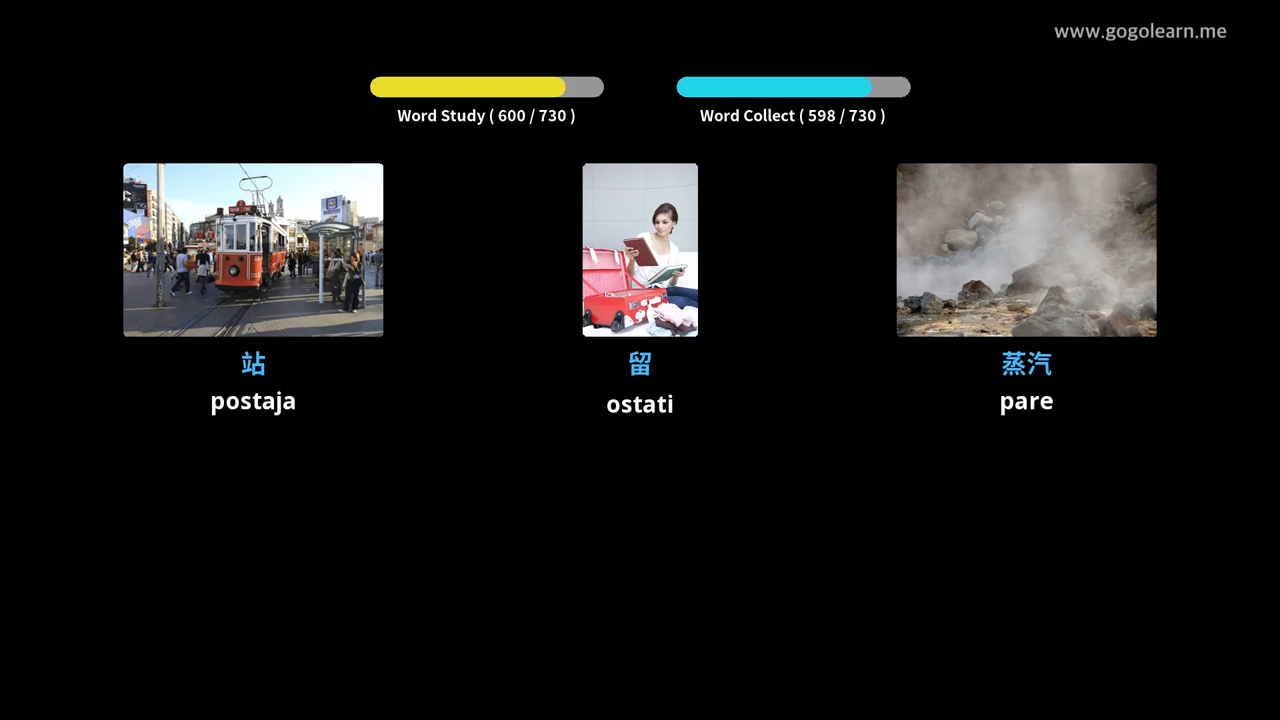 www.gogolearn.me
Word Study ( 600 / 730 )
Word Collect ( 598 / 730 )
站
留
蒸汽
postaja
ostati
pare